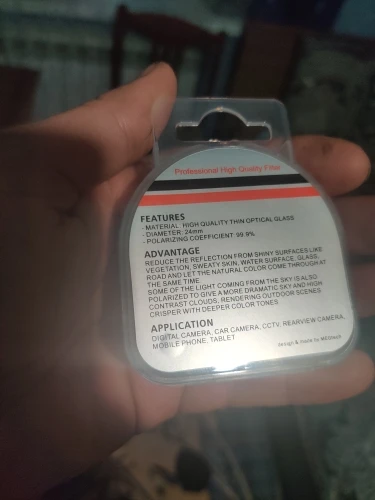 Professional High Quality Filter
FEATURES
- MATERIAL: HIGH QUALITY THIN OPTICAL GLASS
- DIAMETER: 24mm
- POLARIZING COEFFICIENT: 99.9%
ADVANTAGE
REDUCE THE REFLECTION FROM SHINY SURFACES LIKE
VEGETATION, SWEATY SKIN, WATER SURFACE, GLASS,
ROAD AND LET THE NATURAL COLOR COME THROUGH AT
THE SAME TIME.
SOME OF THE LIGHT COMING FROM THE SKY IS ALSO
POLARIZED TO GIVE A MORE DRAMATIC SKY AND HIGH
CONTRAST CLOUDS, RENDERING OUTDOOR SCENES
CRISPER WITH DEEPER COLOR TONES
APPLICATION
DIGITAL CAMERA, CAR CAMERA, CCTV, REARVIEW CAMERA,
MOBILE PHONE, TABLET
design & made by